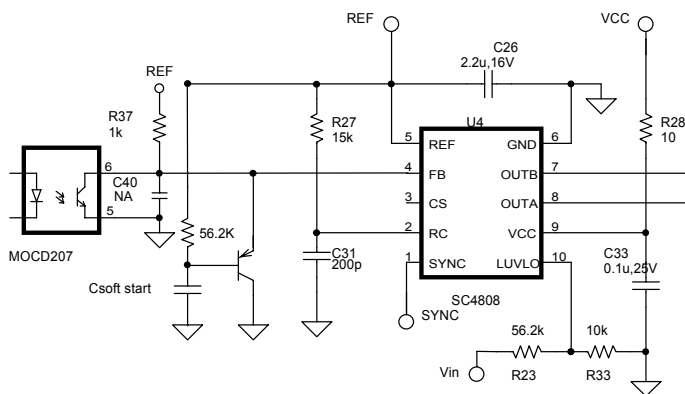 REF
VCC
C26
2.2u,16V
REF
R37
1k
R27
15k
U4
R28
10
5
REF
GND
6
6
4
FB
OUTB
7
C40
NA
3
CS
OUTA
8
5
56.2K
2
RC
VCC
9
MOCD207
C31
200p
1
SYNC
LUVLO
10
C33
0.1u,25V
Csoft start
SC4808
SYNC
56.2k
10k
Vin
R23
R33